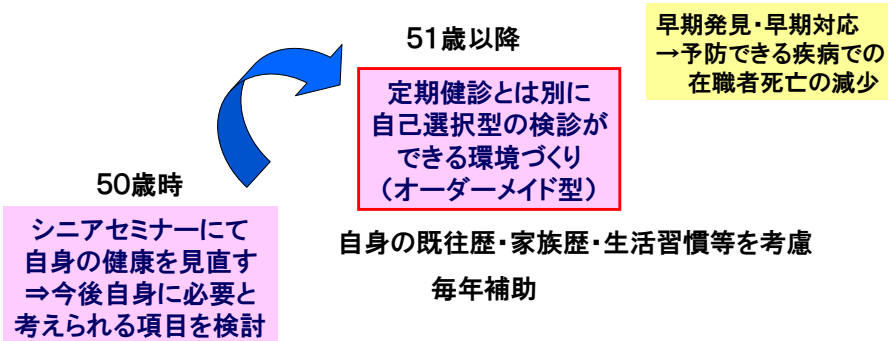 早期発見・早期対応
→予防できる疾病での
在職者死亡の減少
51歳以降
定期健診とは別に
自己選択型の検診が
できる環境づくり
(オーダーメイド型)
50歳時
シニアセミナーにて
自身の健康を見直す
⇒今後自身に必要と
考えられる項目を検討
自身の既往歴・家族歴・生活習慣等を考慮
毎年補助